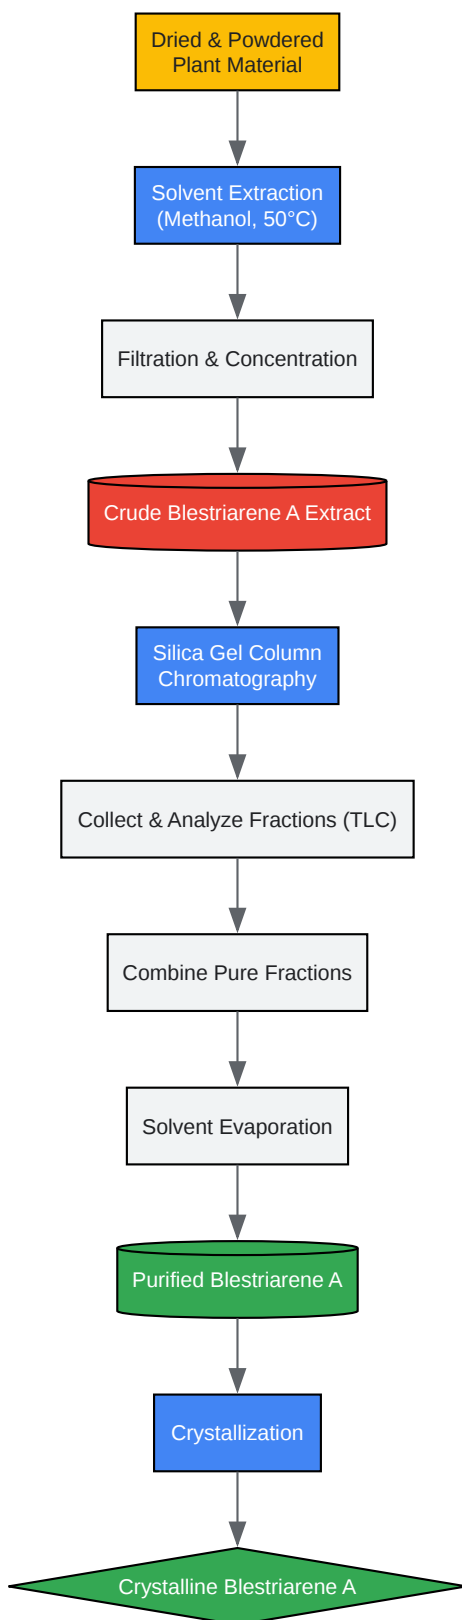 Dried & Powdered
Plant Material
Solvent Extraction
(Methanol, 50°C)
Filtration & Concentration
Crude Blestriarene A Extract
Silica Gel Column
Chromatography
Collect & Analyze Fractions (TLC)
Combine Pure Fractions
Solvent Evaporation
Purified Blestriarene A
Crystallization
Crystalline Blestriarene A